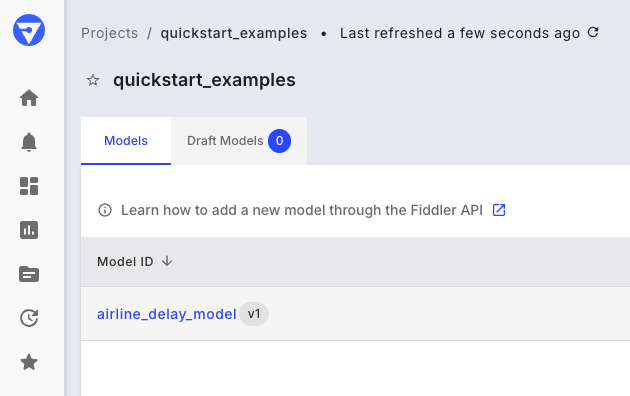 Projects / quickstart_examples • Last refreshed a few seconds ago
quickstart_examples
Models Draft Models 0
Learn how to add a new model through the Fiddler API
Model ID
airline_delay_model v1